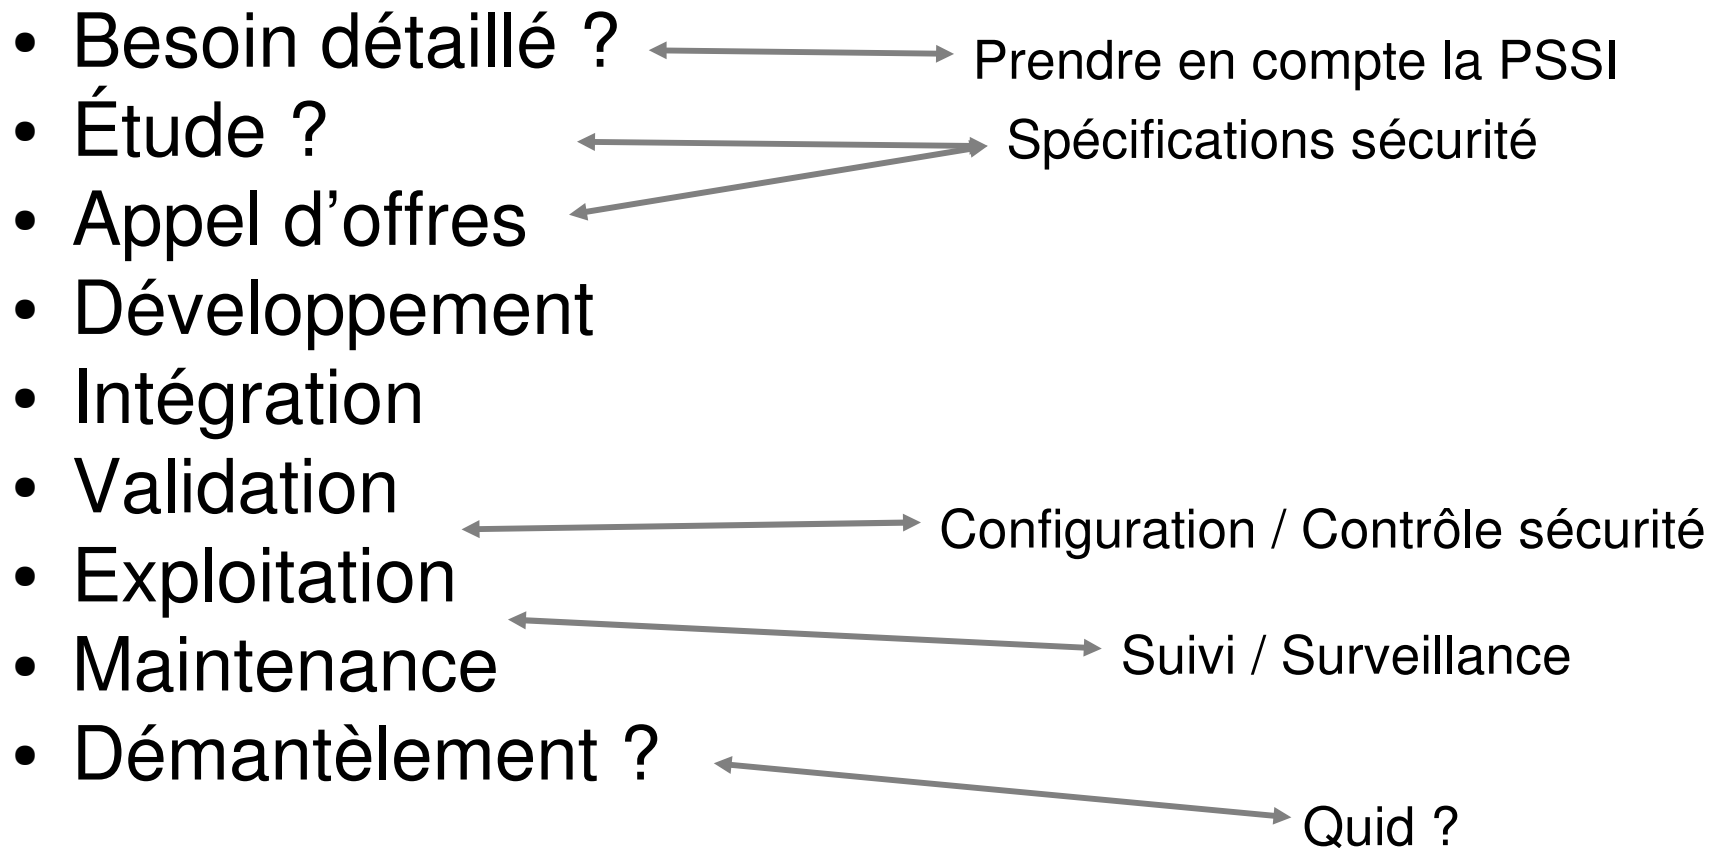 • Besoin détaillé ?
Prendre en compte la PSSI
• Étude ?
Spécifications sécurité
• Appel d’offres
• Développement
• Intégration
• Validation
Configuration / Contrôle sécurité
• Exploitation
• Maintenance
Suivi / Surveillance
• Démantèlement ?
Quid ?